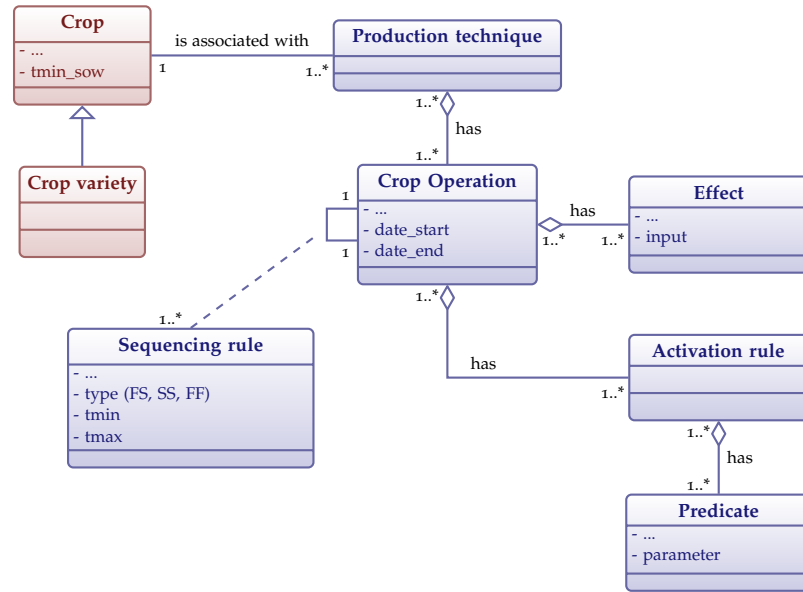 Crop
- ...
- tmin_sow
is associated with
1
1..*
Production technique
1..*
has
1..*
Crop variety
Crop Operation
- ...
- date_start
- date_end
1
1
has
1..*
1..*
Effect
- ...
- input
1..*
1..*
Sequencing rule
- ...
- type (FS, SS, FF)
- tmin
- tmax
has
1..*
Activation rule
1..*
has
1..*
Predicate
- ...
- parameter